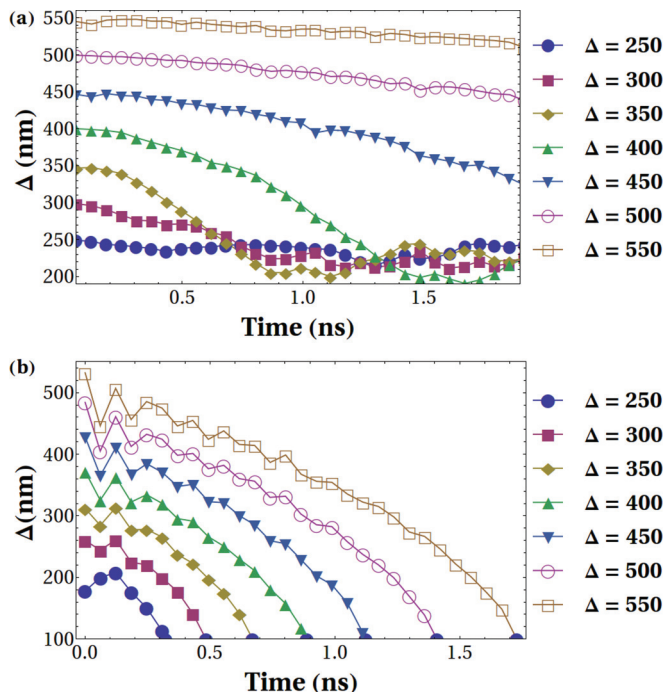 (a)
550
500
450
400
350
300
250
200
Δ (nm)
0.5
1.0
1.5
Time (ns)
Δ = 250
Δ = 300
Δ = 350
Δ = 400
Δ = 450
Δ = 500
Δ = 550
(b)
500
400
300
200
100
Δ(nm)
0.0
0.5
1.0
1.5
Time (ns)
Δ = 250
Δ = 300
Δ = 350
Δ = 400
Δ = 450
Δ = 500
Δ = 550